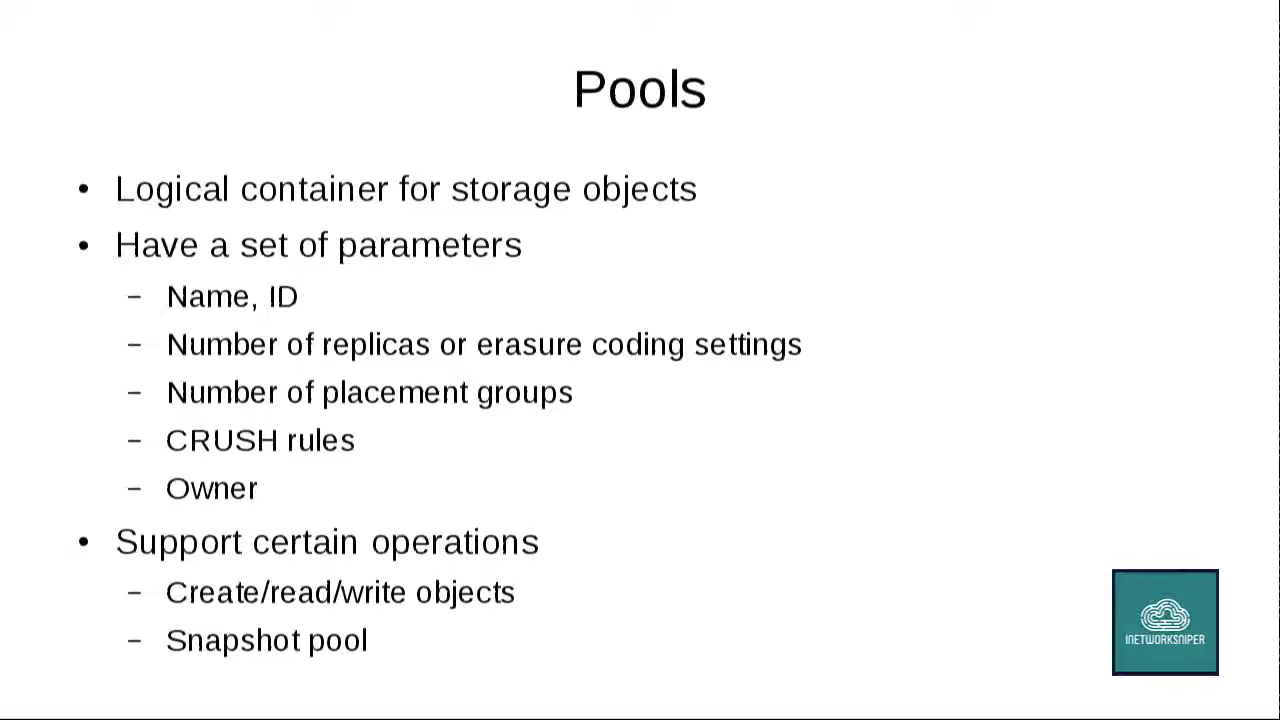 Pools
• Logical container for storage objects
• Have a set of parameters
– Name, ID
– Number of replicas or erasure coding settings
– Number of placement groups
– CRUSH rules
– Owner
• Support certain operations
– Create/read/write objects
– Snapshot pool
INETWORKSNIPER